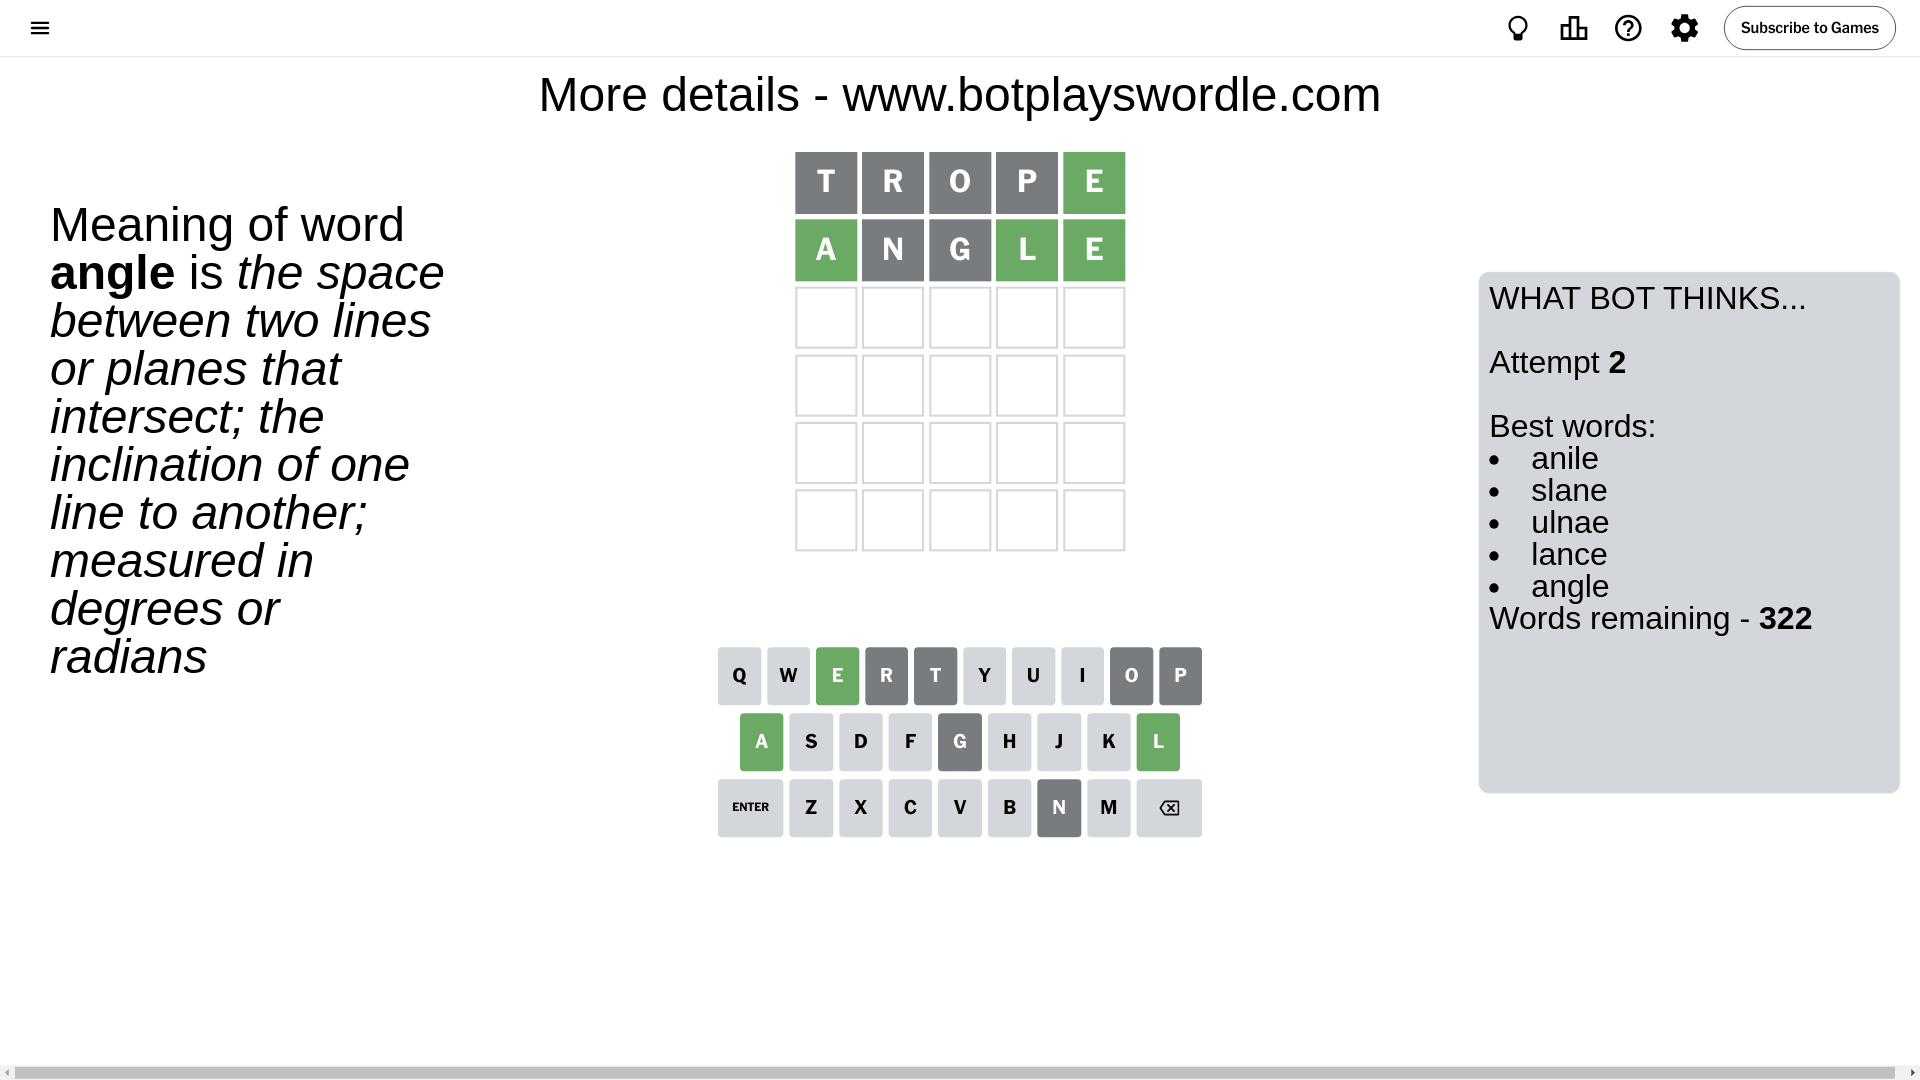 Subscribe to Games
More details - www.botplayswordle.com
Meaning of word
angle is the space
between two lines
or planes that
intersect; the
inclination of one
line to another;
measured in
degrees or
radians
T R O P E
A N G L E
WHAT BOT THINKS...
Attempt 2
Best words:
• anile
• slane
• ulnae
• lance
• angle
Words remaining - 322
Q W E R T Y U I O P
A S D F G H J K L
ENTER Z X C V B N M